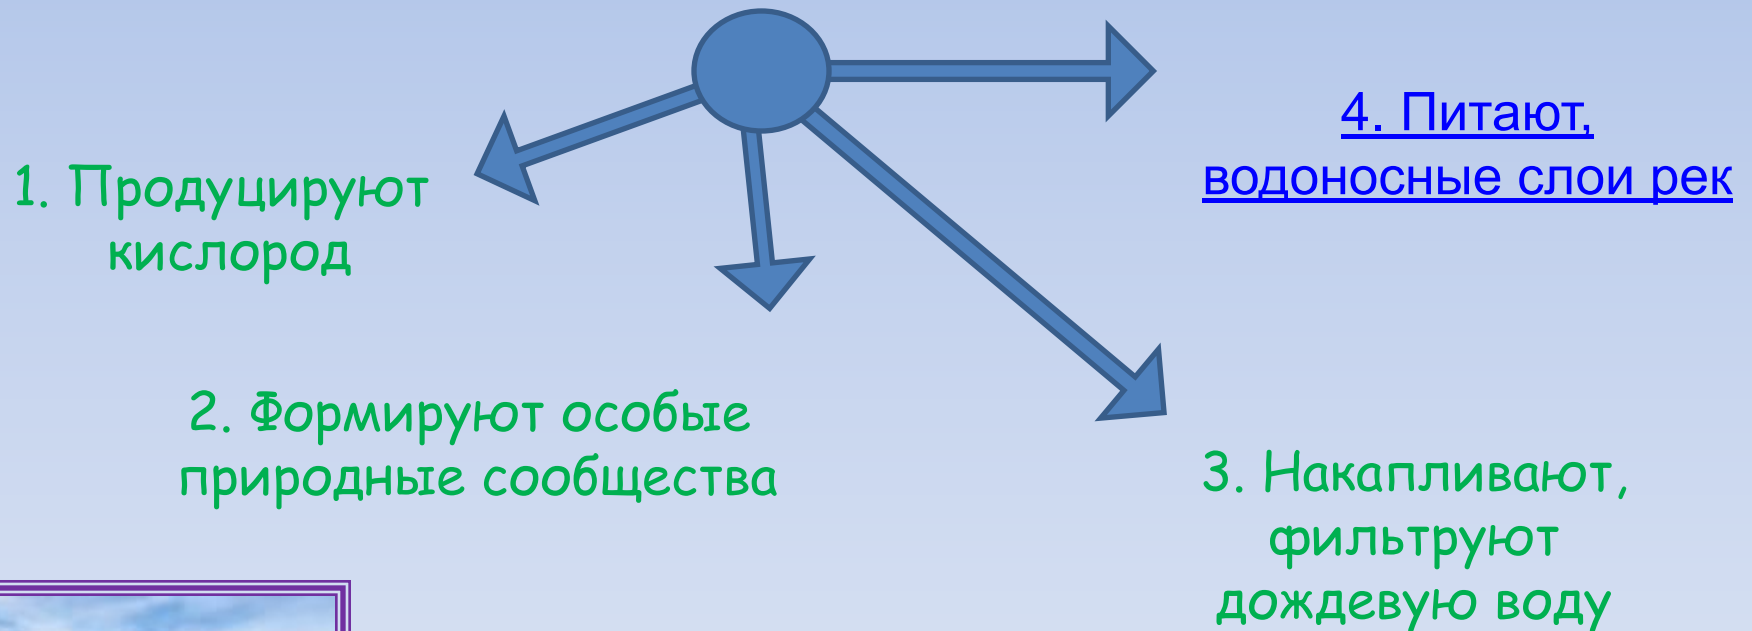 1. Продуцируют
кислород
2. Формируют особые
природные сообщества
3. Накапливают,
фильтруют
дождевую воду
4. Питают,
водоносные слои рек